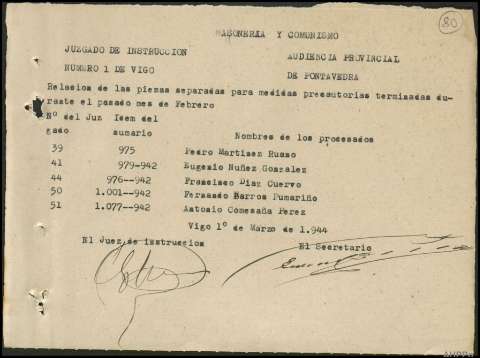 80
MASONERIA Y COMUNISMO
JUZGADO DE INSTRUCCION
AUDIENCIA PROVINCIAL
NUMERO 1 DE VIGO
DE PONTAVEDRA
Relacion de las piezas separadas para medidas precautorias terminadas du-
rante el pasado mes de Febrero
Nº del Juz Idem del
gado sumario Nombres de los procesados
39 975 Pedro Martinez Russo
41 979-942 Eugenio Nuñez Gonzalez
44 976--942 Francisco Diaz Cuervo
50 1.001--942 Fernando Barros Pumariño
51 1.077--942 Antonio Comesaña Perez
Vigo 1º de Marzo de 1.944
El Juez de instruccion El Secretario